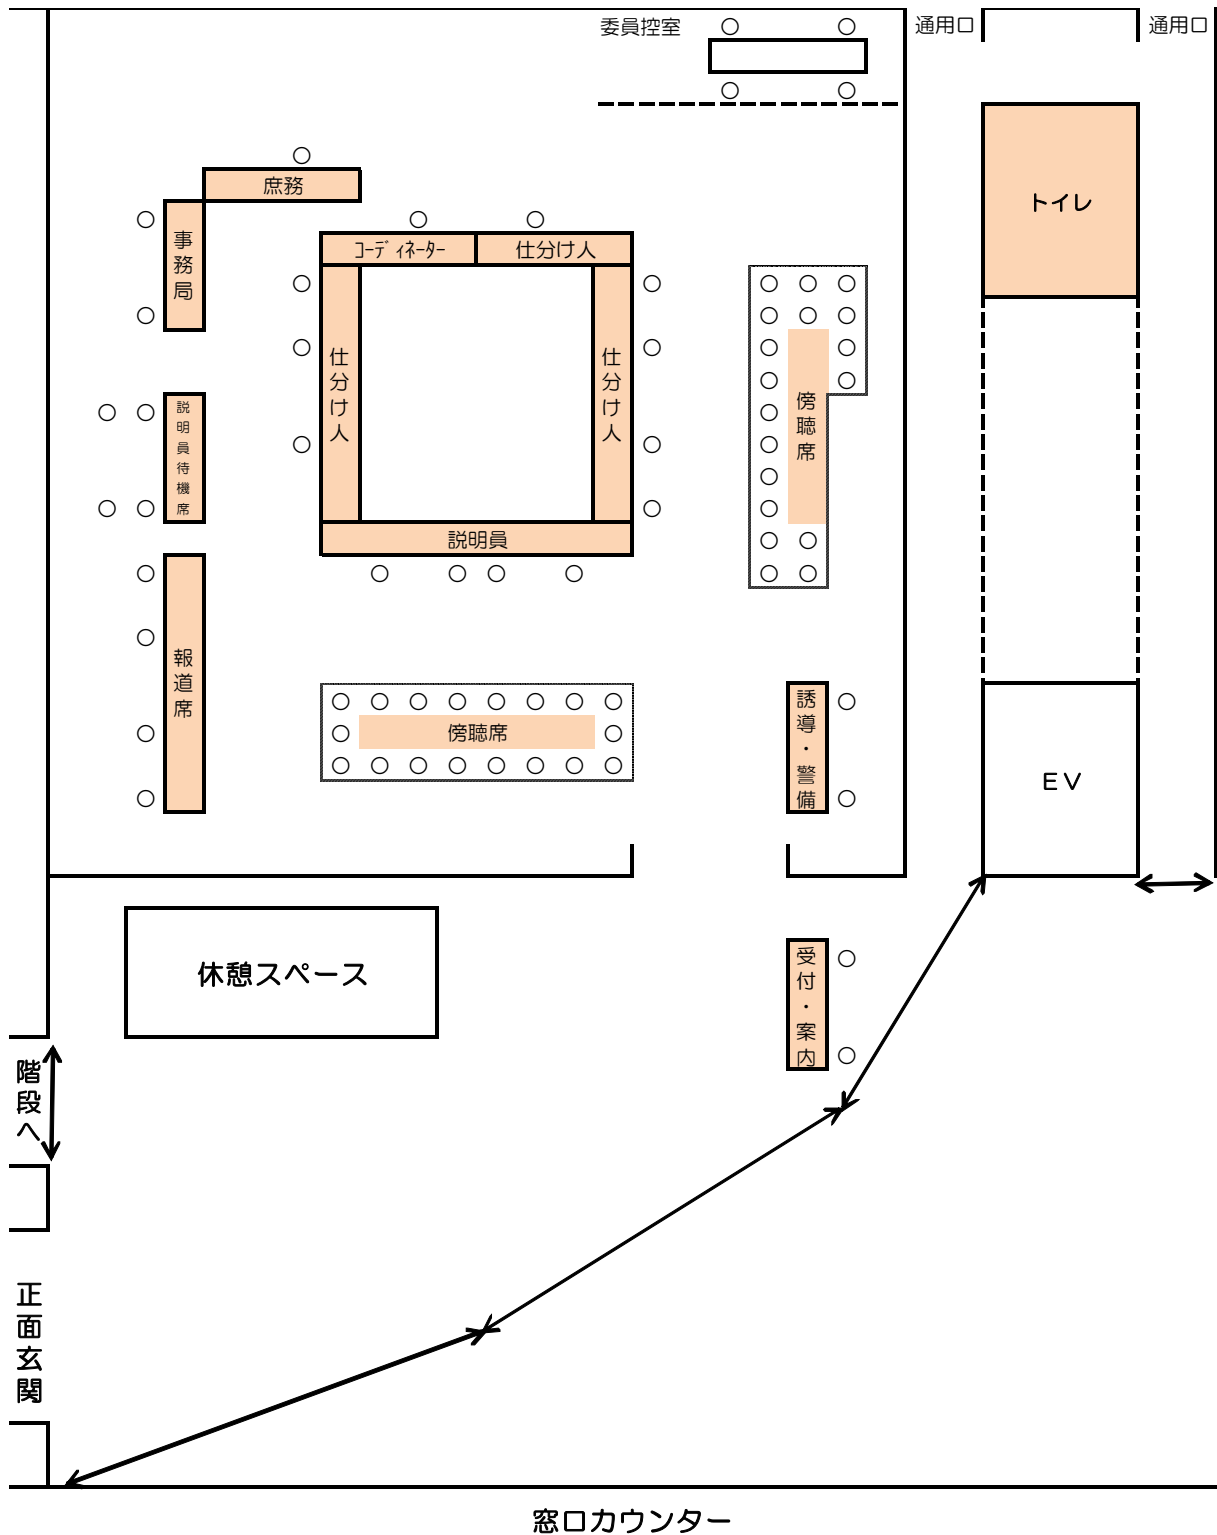 委員控室
通用口
通用口
庶務
トイレ
事務局
コーディネーター
仕分け人
仕分け人
仕分け人
傍聴席
説明員待機席
説明員
報道席
傍聴席
誘導・警備
EV
休憩スペース
受付・案内
階段へ
正面玄関
窓口カウンター